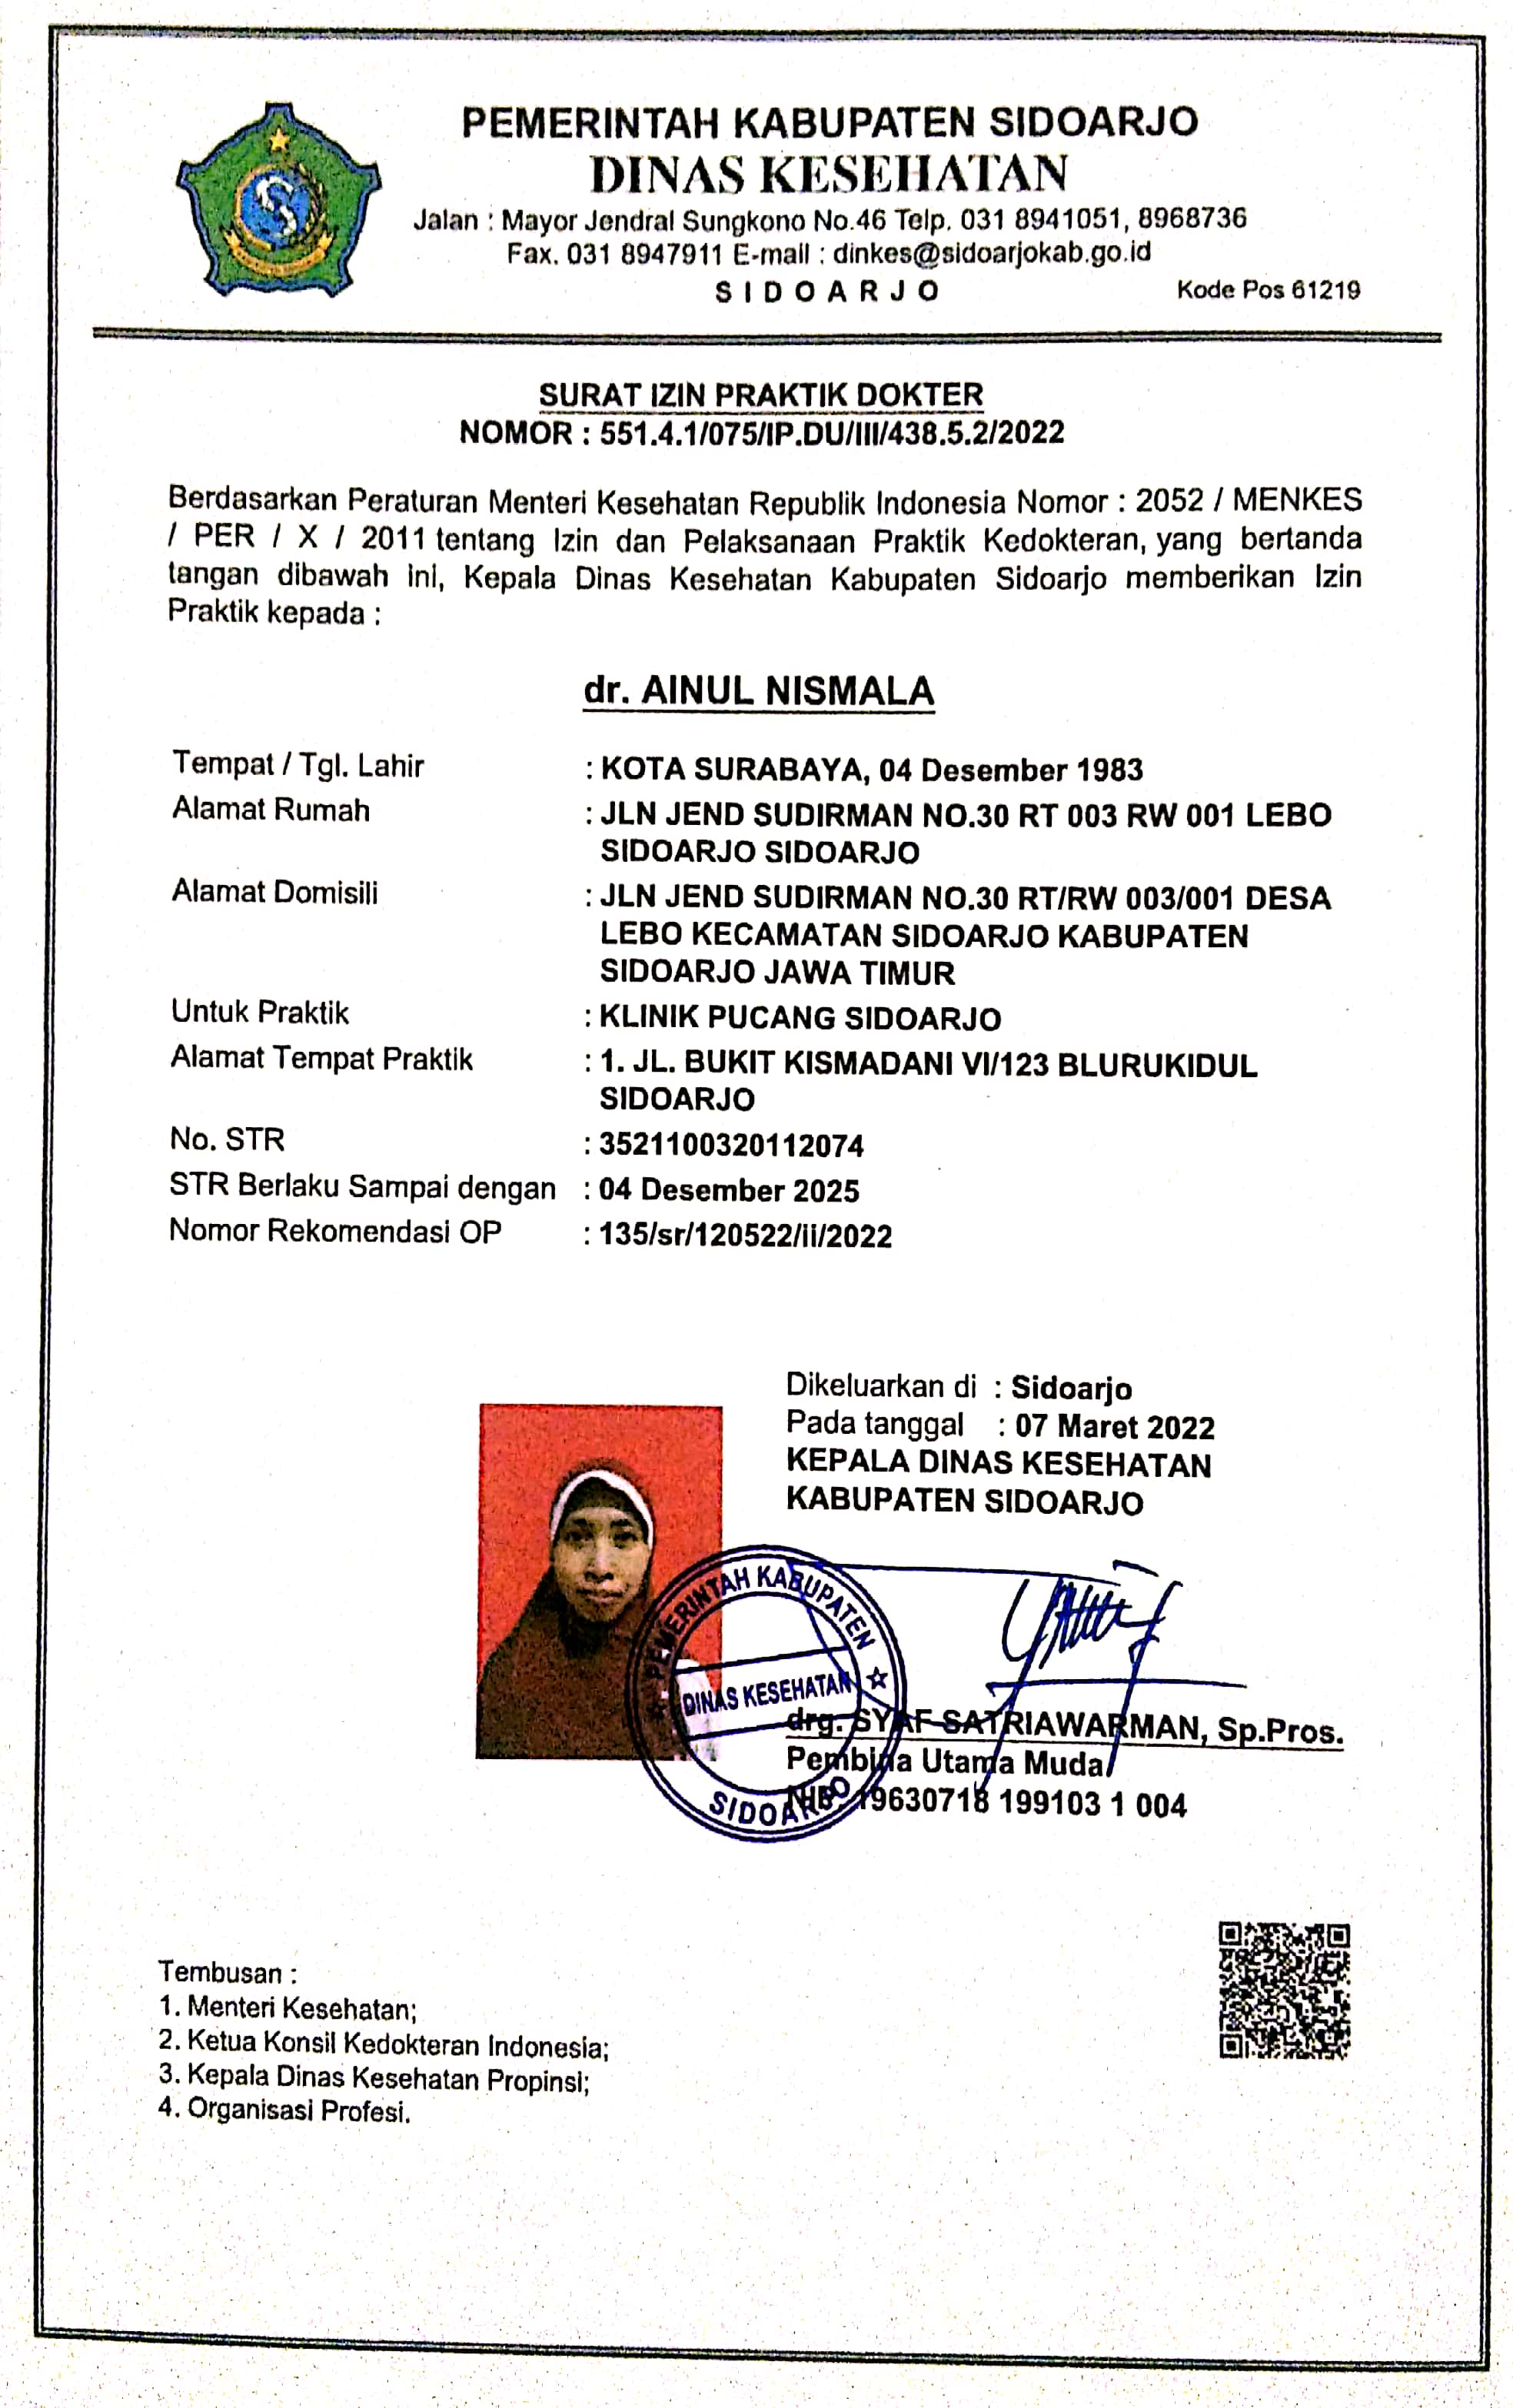 PEMERINTAH KABUPATEN SIDOARJO
DINAS KESEHATAN
Jalan : Mayor Jendral Sungkono No.46 Telp. 031 8941051, 8968736
Fax. 031 8947911 E-mail : dinkes@sidoarjokab.go.id
S I D O A R J O Kode Pos 61219
SURAT IZIN PRAKTIK DOKTER
NOMOR : 551.4.1/075/IP.DU/III/438.5.2/2022
Berdasarkan Peraturan Menteri Kesehatan Republik Indonesia Nomor : 2052 / MENKES
/ PER / X / 2011 tentang Izin dan Pelaksanaan Praktik Kedokteran, yang bertanda
tangan dibawah ini, Kepala Dinas Kesehatan Kabupaten Sidoarjo memberikan Izin
Praktik kepada :
dr. AINUL NISMALA
Tempat / Tgl. Lahir : KOTA SURABAYA, 04 Desember 1983
Alamat Rumah : JLN JEND SUDIRMAN NO.30 RT 003 RW 001 LEBO
SIDOARJO SIDOARJO
Alamat Domisili : JLN JEND SUDIRMAN NO.30 RT/RW 003/001 DESA
LEBO KECAMATAN SIDOARJO KABUPATEN
SIDOARJO JAWA TIMUR
Untuk Praktik : KLINIK PUCANG SIDOARJO
Alamat Tempat Praktik : 1. JL. BUKIT KISMADANI VI/123 BLURUKIDUL
SIDOARJO
No. STR : 3521100320112074
STR Berlaku Sampai dengan : 04 Desember 2025
Nomor Rekomendasi OP : 135/sr/120522/ii/2022
Dikeluarkan di : Sidoarjo
Pada tanggal : 07 Maret 2022
KEPALA DINAS KESEHATAN
KABUPATEN SIDOARJO
PEMERINTAH KABUPATEN
DINAS KESEHATAN
SIDOARJO
drg. SYAF SATRIAWARMAN, Sp.Pros.
Pembina Utama Muda
NIP. 19630718 199103 1 004
Tembusan :
1. Menteri Kesehatan;
2. Ketua Konsil Kedokteran Indonesia;
3. Kepala Dinas Kesehatan Propinsi;
4. Organisasi Profesi.